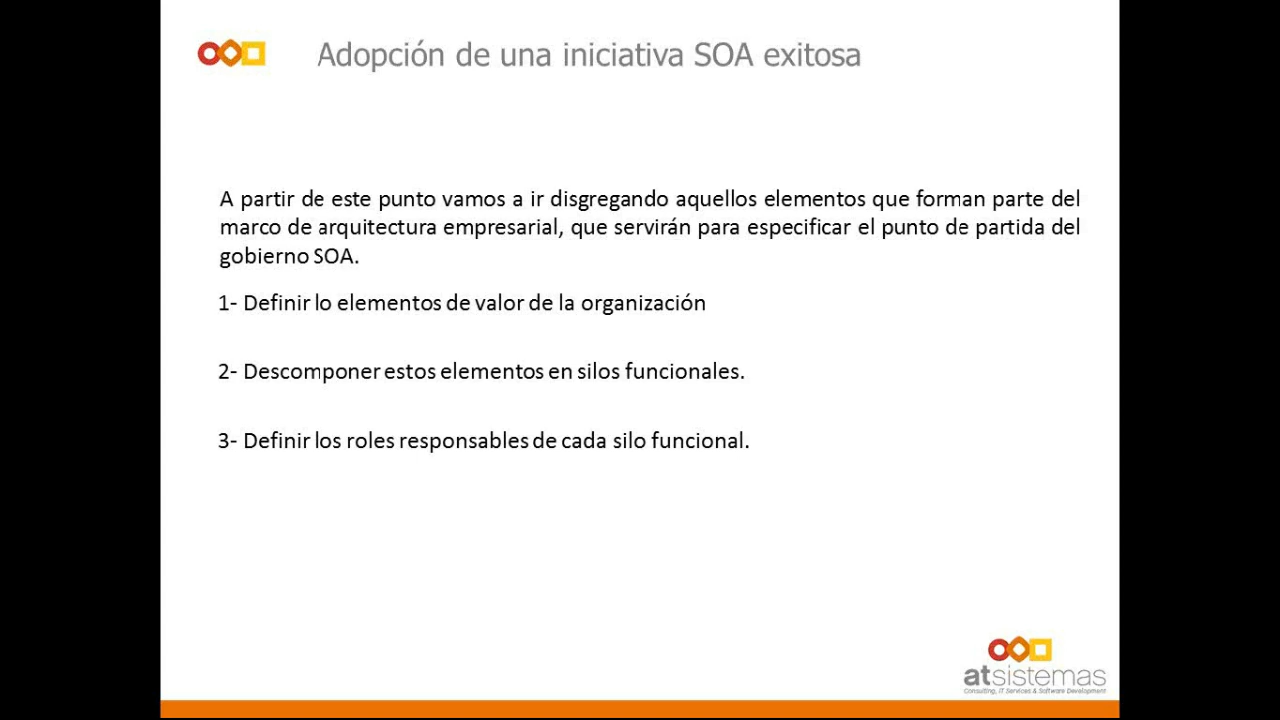 Adopción de una iniciativa SOA exitosa
A partir de este punto vamos a ir disgregando aquellos elementos que forman parte del
marco de arquitectura empresarial, que servirán para especificar el punto de partida del
gobierno SOA.
1- Definir lo elementos de valor de la organización
2- Descomponer estos elementos en silos funcionales.
3- Definir los roles responsables de cada silo funcional.
atsistemas
Consulting, IT Services & Software Development